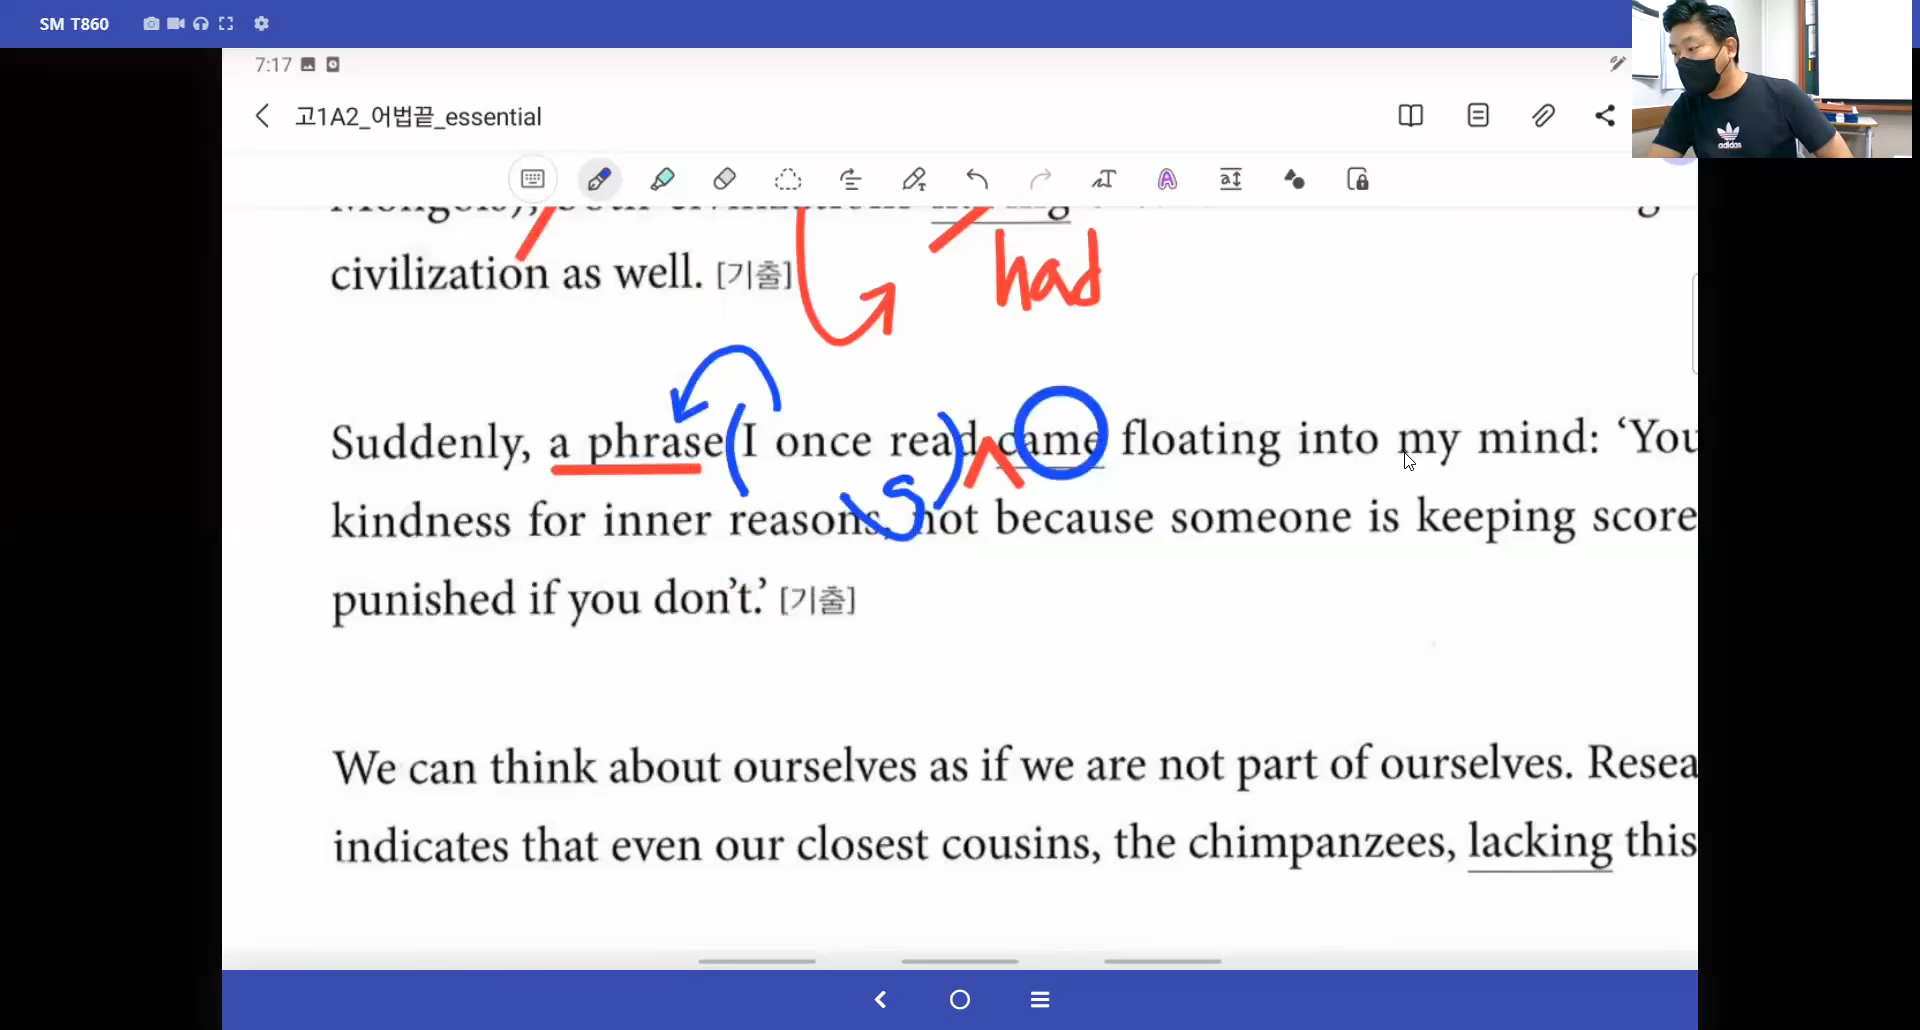 SM T860
7:17
고1A2_어법끝_essential
civilization as well. [기출]
had
Suddenly, a phrase (I once read) came floating into my mind: ‘You
kindness for inner reasons, not because someone is keeping score
punished if you don’t.’ [기출]
We can think about ourselves as if we are not part of ourselves. Resea
indicates that even our closest cousins, the chimpanzees, lacking this
adidas